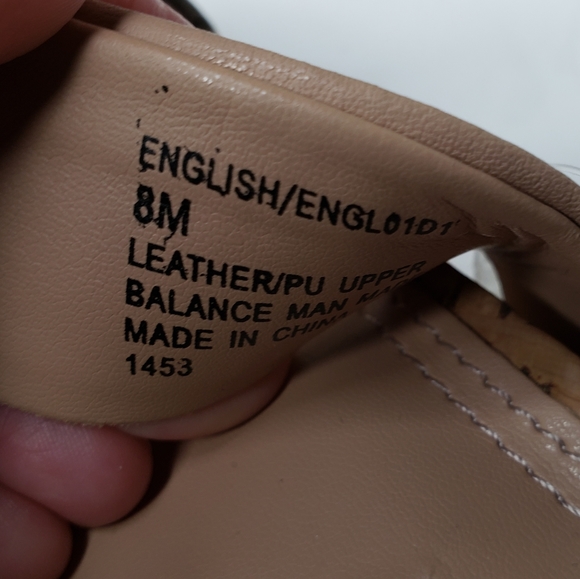 ENGLISH/ENGL01D1
8M
LEATHER/PU UPPER
BALANCE MAN
MADE IN CHINA
1453